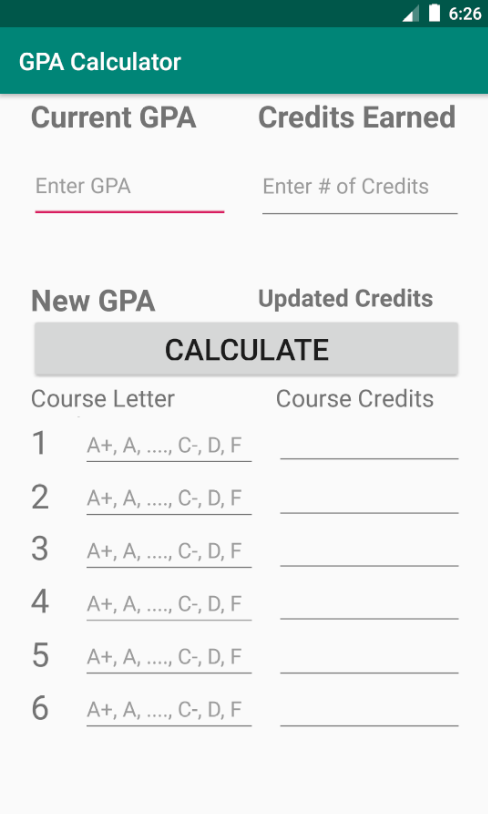 6:26
GPA Calculator
Current GPA Credits Earned
Enter GPA Enter # of Credits
New GPA Updated Credits
CALCULATE
Course Letter Course Credits
1 A+, A, ...., C-, D, F
2 A+, A, ...., C-, D, F
3 A+, A, ...., C-, D, F
4 A+, A, ...., C-, D, F
5 A+, A, ...., C-, D, F
6 A+, A, ...., C-, D, F